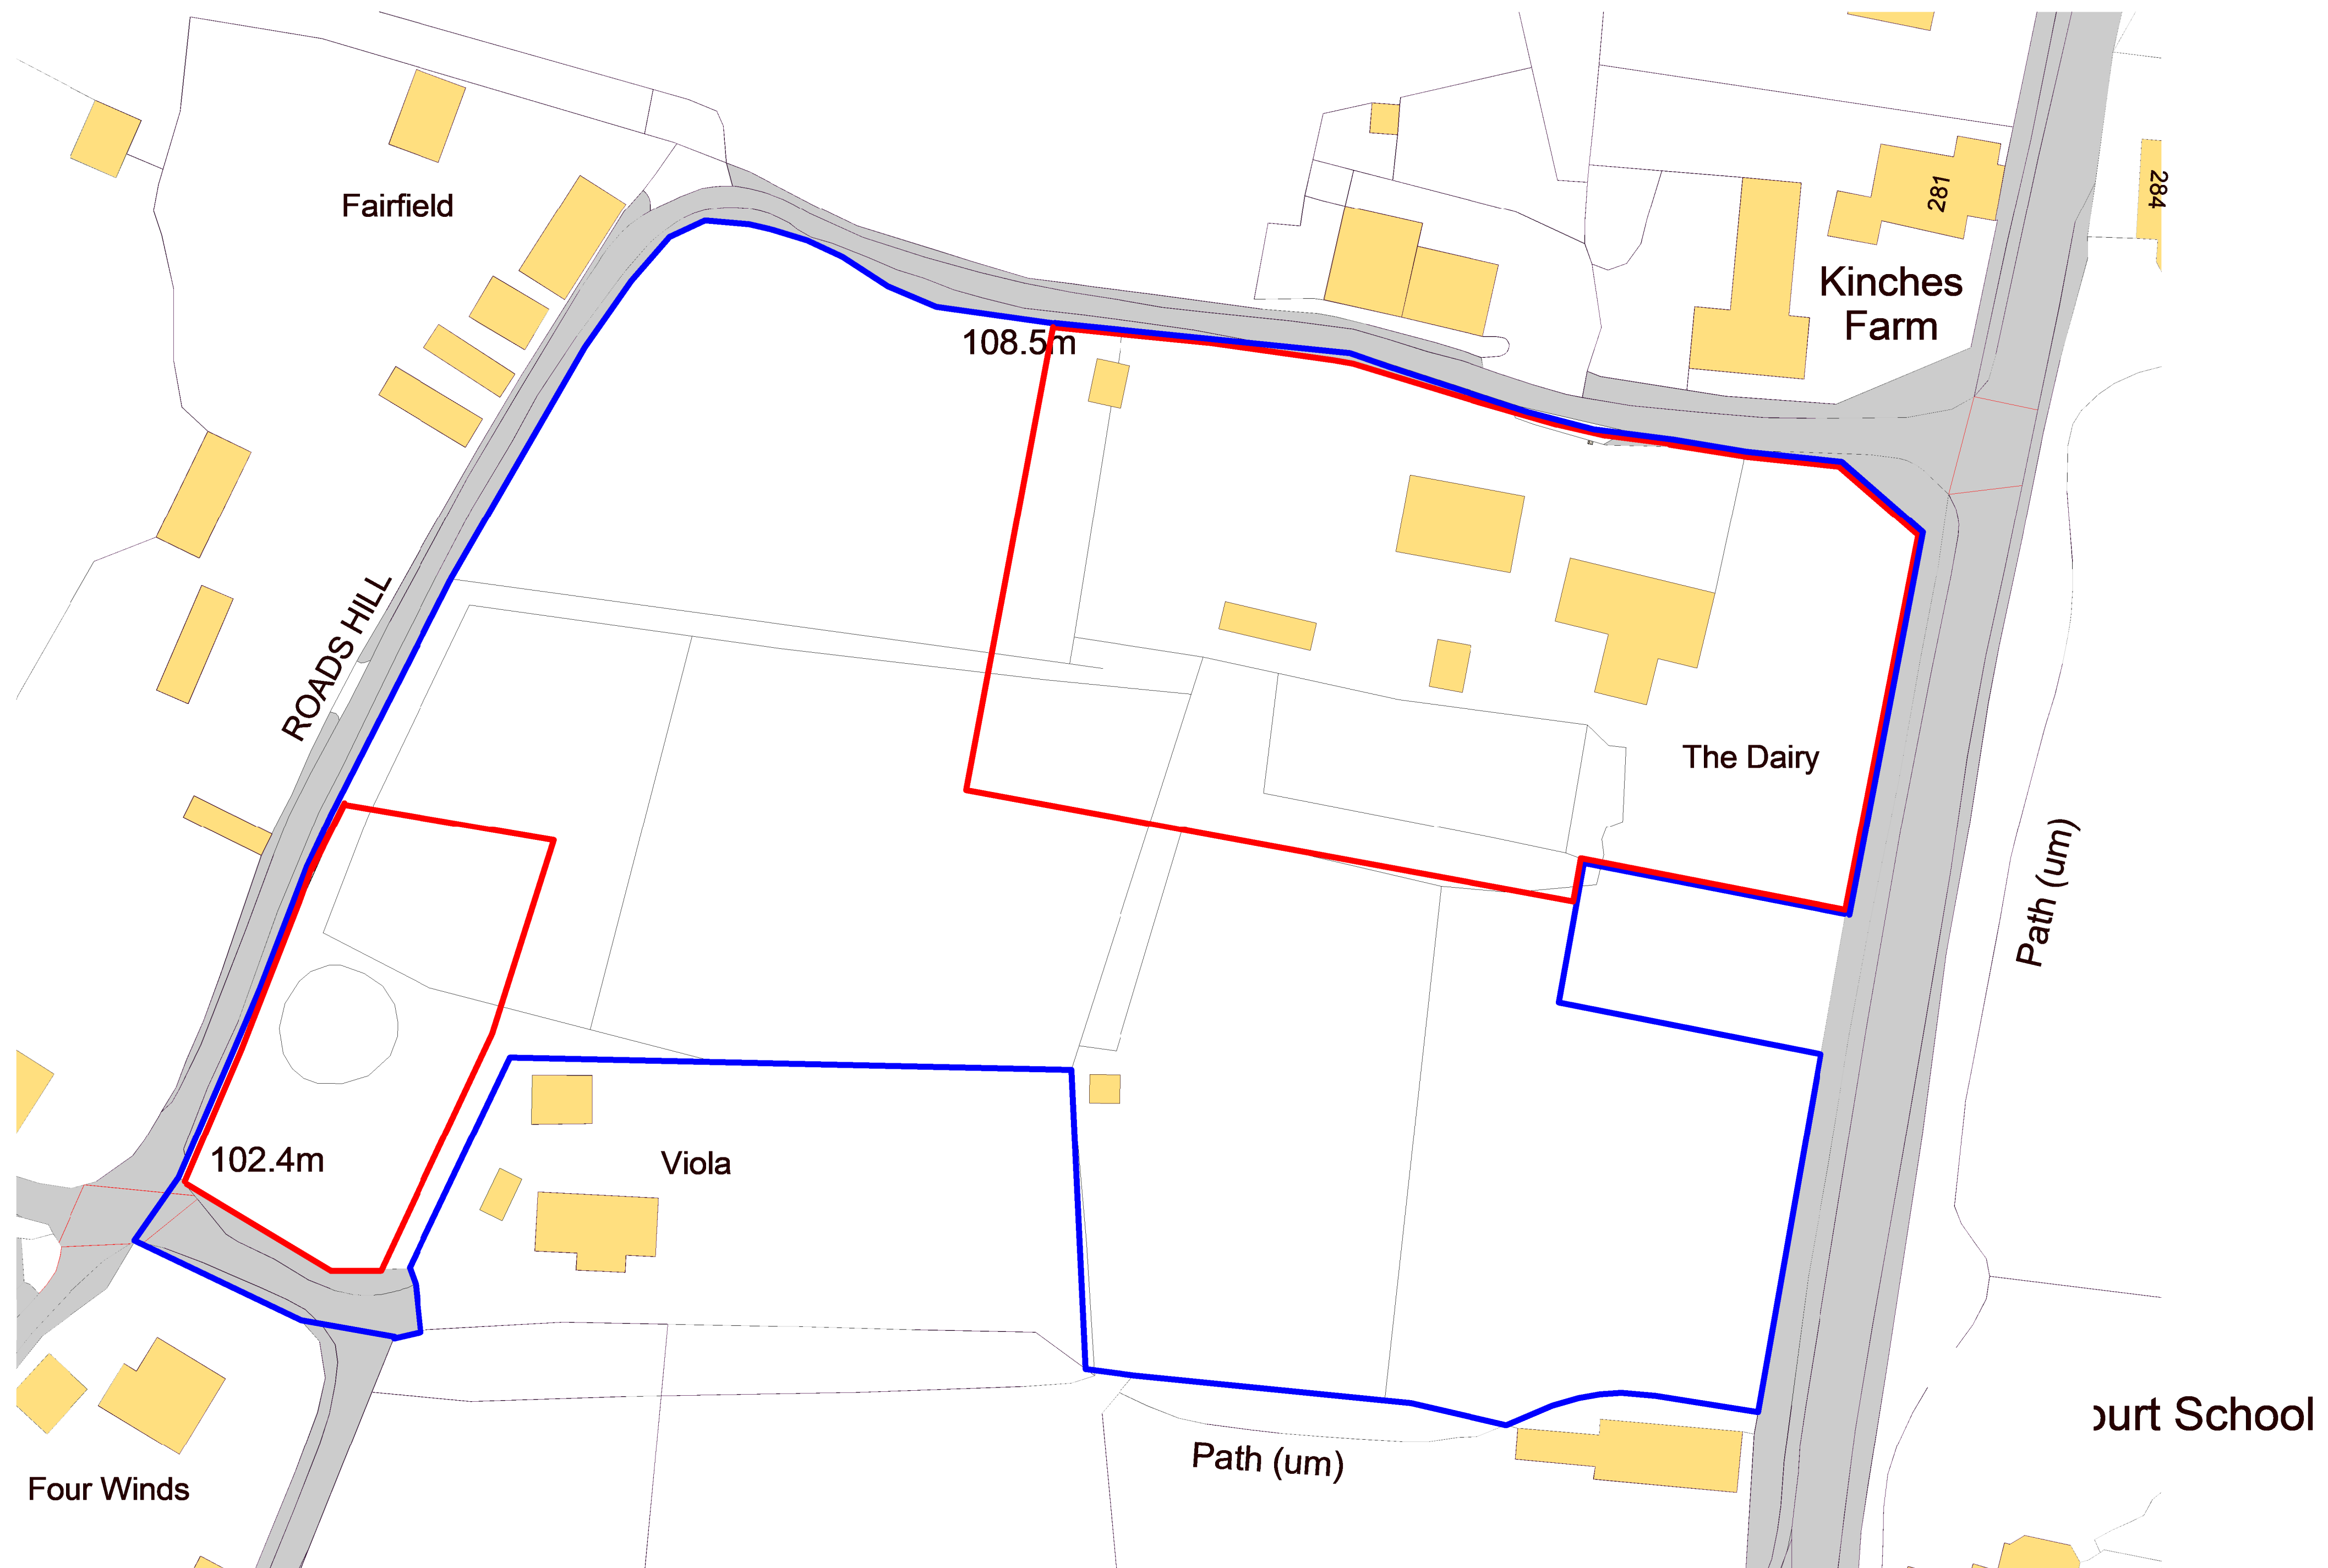 284
281
Fairfield
Kinches
Farm
108.5m
ROADS HILL
The Dairy
Path (um)
102.4m
Viola
ourt School
Path (um)
Four Winds